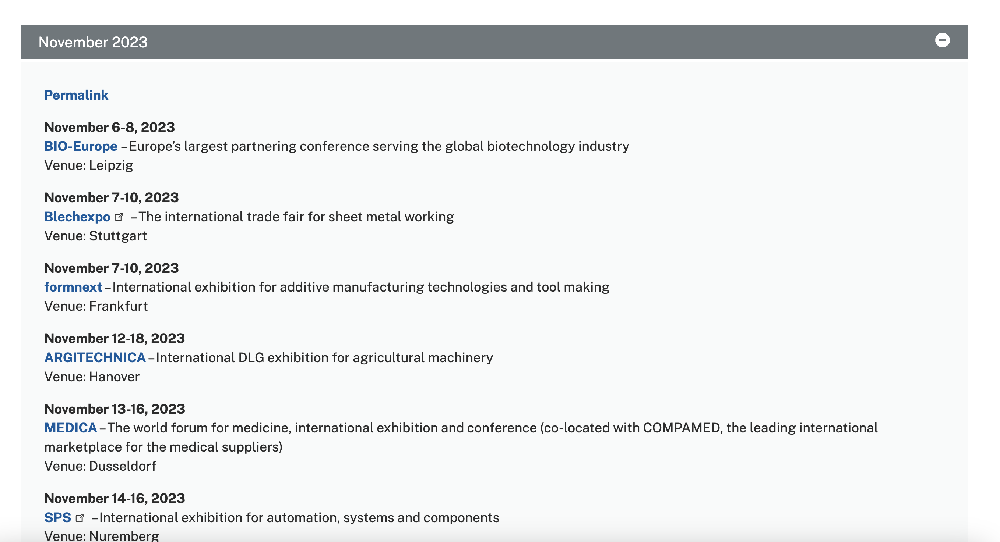 November 2023
Permalink
November 6-8, 2023
BIO-Europe – Europe’s largest partnering conference serving the global biotechnology industry
Venue: Leipzig
November 7-10, 2023
Blechexpo – The international trade fair for sheet metal working
Venue: Stuttgart
November 7-10, 2023
formnext – International exhibition for additive manufacturing technologies and tool making
Venue: Frankfurt
November 12-18, 2023
ARGITECHNICA – International DLG exhibition for agricultural machinery
Venue: Hanover
November 13-16, 2023
MEDICA – The world forum for medicine, international exhibition and conference (co-located with COMPAMED, the leading international
marketplace for the medical suppliers)
Venue: Dusseldorf
November 14-16, 2023
SPS – International exhibition for automation, systems and components
Venue: Nuremberg